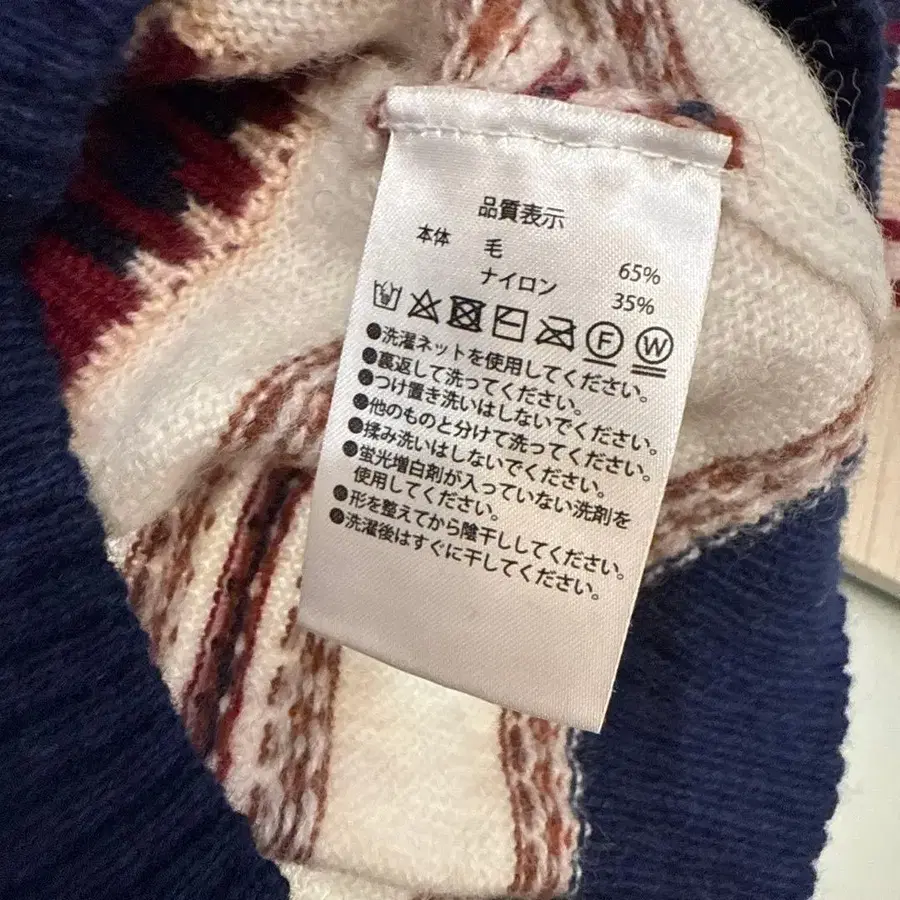 品質表示
本体 毛 65%
ナイロン 35%
F W
●洗濯ネットを使用してください。
●裏返して洗ってください。
●つけ置き洗いはしないでください。
●他のものと分けて洗ってください。
●揉み洗いはしないでください。
●蛍光増白剤が入っていない洗剤を
使用してください。
●形を整えてから陰干ししてください。
●洗濯後はすぐに干してください。